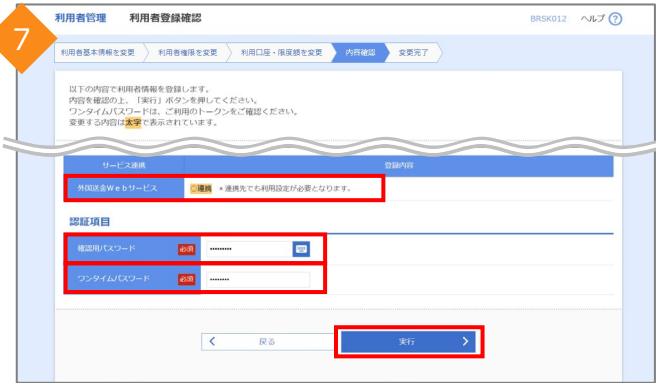 7
利用者管理 利用者登録確認
BRSK012 ヘルプ ?
利用者基本情報を変更 利用者権限を変更 利用口座・限度額を変更 内容確認 変更完了
以下の内容で利用者情報を登録します。
内容を確認の上、「実行」ボタンを押してください。
ワンタイムパスワードは、ご利用のトークンをご確認ください。
変更する内容は太字で表示されています。
サービス連携 登録内容
外国送金Webサービス ○連携 *連携先でも利用設定が必要となります。
認証項目
確認用パスワード 必須 •••••••••
ワンタイムパスワード 必須 ••••••••
戻る 実行